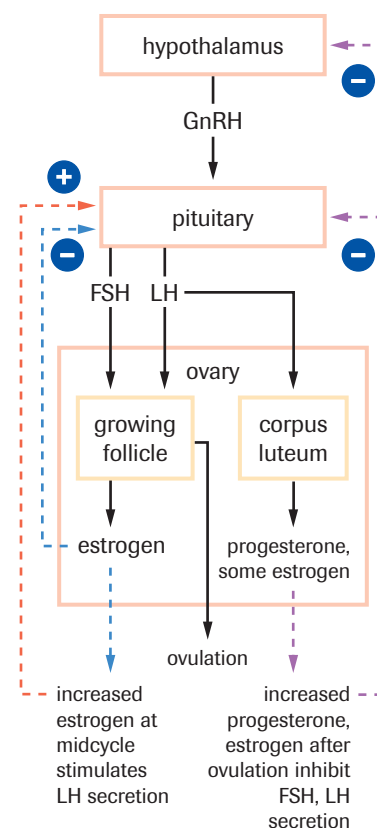 hypothalamus
−
GnRH
+
pituitary
−
−
FSH LH
ovary
growing
follicle
corpus
luteum
estrogen
progesterone,
some estrogen
ovulation
increased
estrogen at
midcycle
stimulates
LH secretion
increased
progesterone,
estrogen after
ovulation inhibit
FSH, LH
secretion